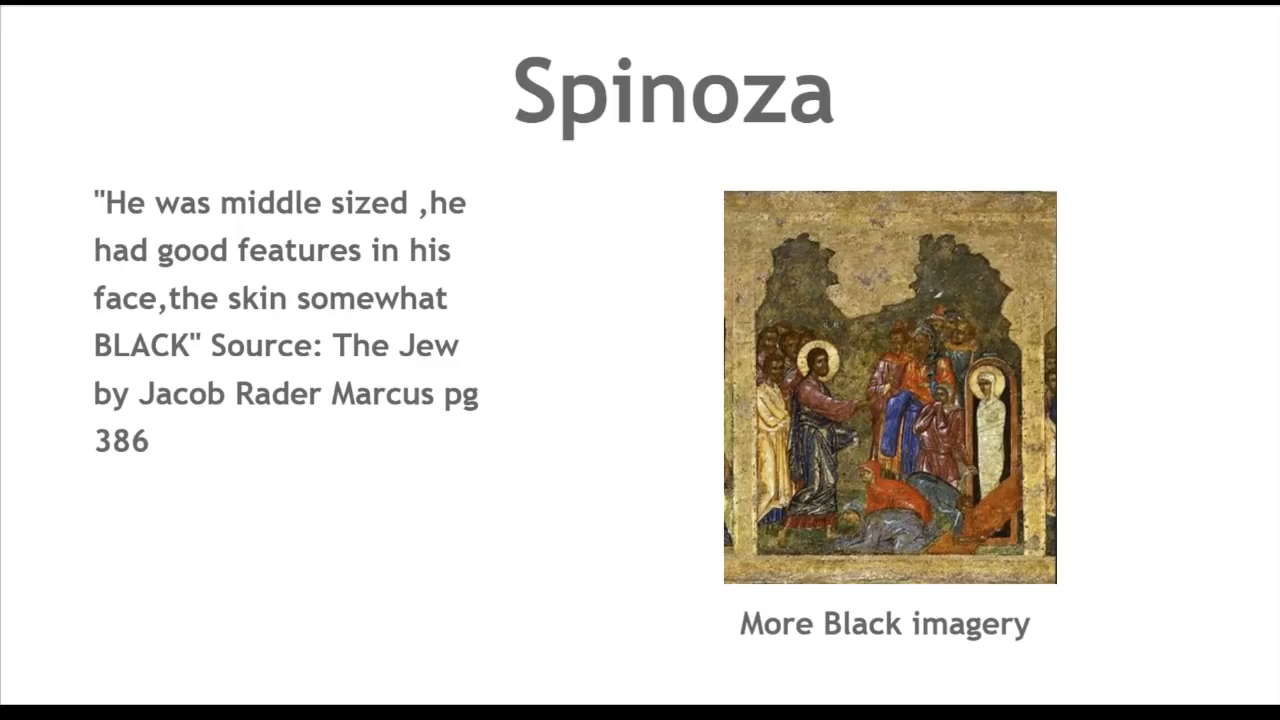 Spinoza
"He was middle sized ,he
had good features in his
face,the skin somewhat
BLACK" Source: The Jew
by Jacob Rader Marcus pg
386
More Black imagery